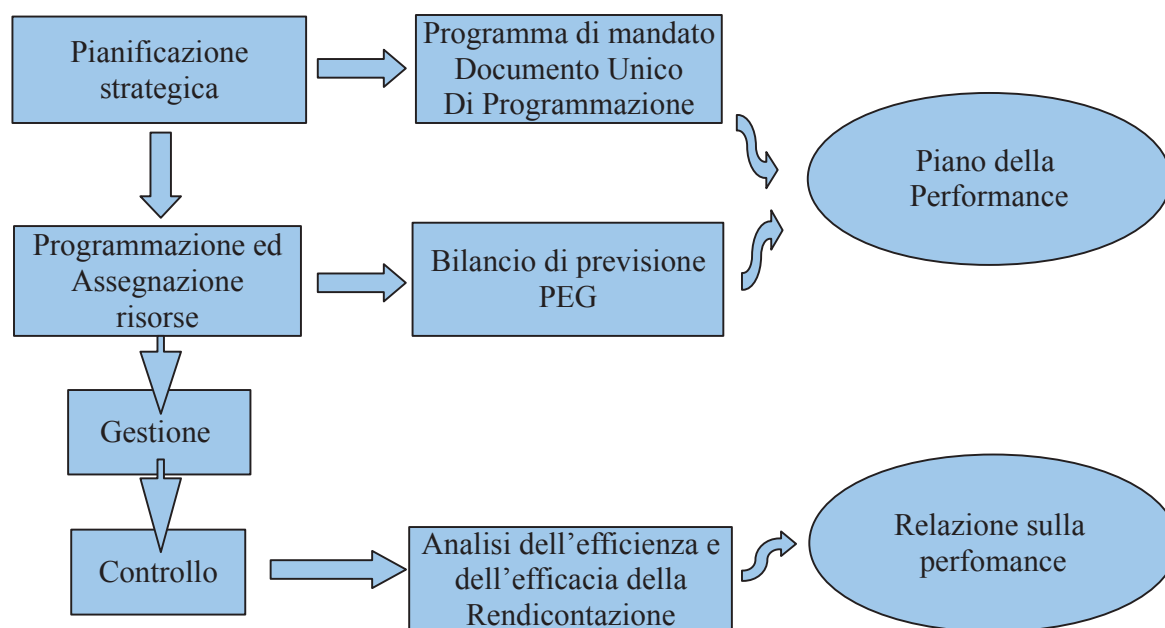 Pianificazione
strategica
Programma di mandato
Documento Unico
Di Programmazione
Piano della
Performance
Programmazione ed
Assegnazione
risorse
Bilancio di previsione
PEG
Gestione
Controllo
Analisi dell’efficienza e
dell’efficacia della
Rendicontazione
Relazione sulla
perfomance